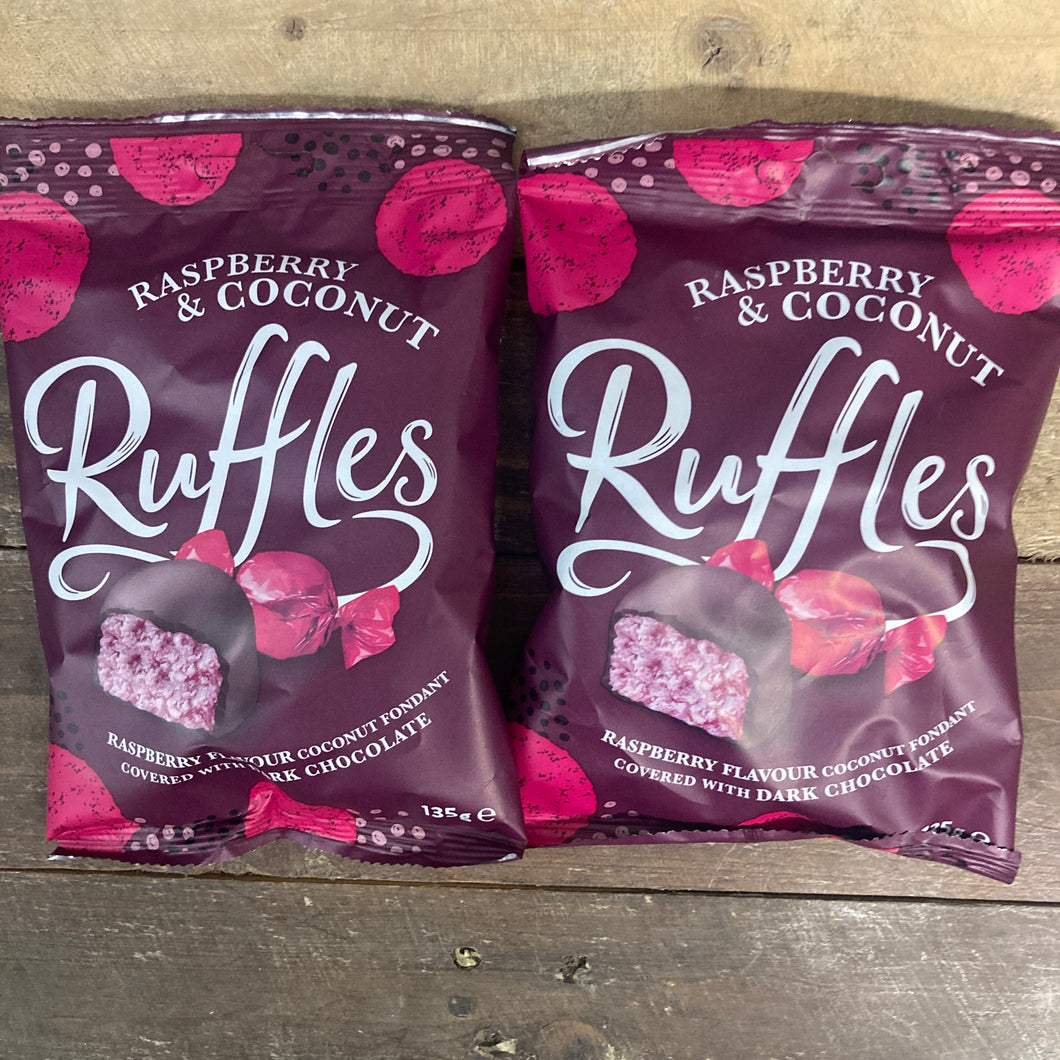 RASPBERRY
& COCONUT
Ruffles
RASPBERRY FLAVOUR COCONUT FONDANT
COVERED WITH DARK CHOCOLATE
135g e
RASPBERRY
& COCONUT
Ruffles
RASPBERRY FLAVOUR COCONUT FONDANT
COVERED WITH DARK CHOCOLATE